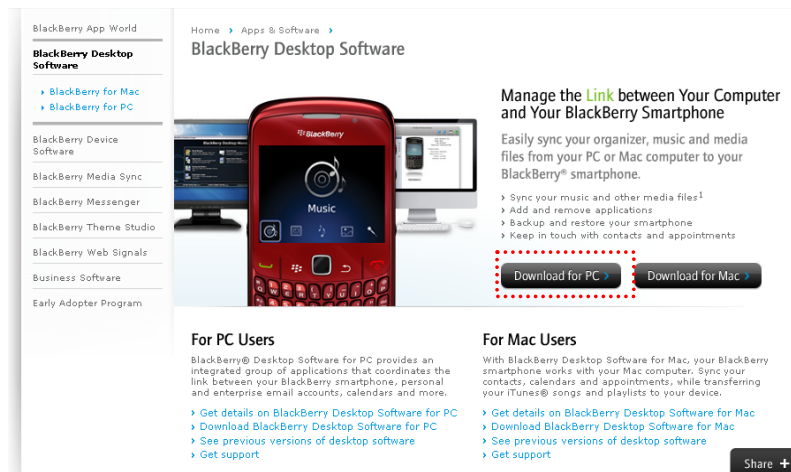 BlackBerry App World
BlackBerry Desktop
Software
BlackBerry for Mac
BlackBerry for PC
BlackBerry Device
Software
BlackBerry Media Sync
BlackBerry Messenger
BlackBerry Theme Studio
BlackBerry Web Signals
Business Software
Early Adopter Program
Home > Apps & Software >
BlackBerry Desktop Software
BlackBerry
Music
Manage the Link between Your Computer
and Your BlackBerry Smartphone
Easily sync your organizer, music and media
files from your PC or Mac computer to your
BlackBerry® smartphone.
> Sync your music and other media files1
> Add and remove applications
> Backup and restore your smartphone
> Keep in touch with contacts and appointments
Download for PC >
Download for Mac >
For PC Users
BlackBerry® Desktop Software for PC provides an
integrated group of applications that coordinates the
link between your BlackBerry smartphone, personal
and enterprise email accounts, calendars and more.
> Get details on BlackBerry Desktop Software for PC
> Download BlackBerry Desktop Software for PC
> See previous versions of desktop software
> Get support
For Mac Users
With BlackBerry Desktop Software for Mac, your BlackBerry
smartphone works with your Mac computer. Sync your
contacts, calendars and appointments, while transferring
your iTunes® songs and playlists to your device.
> Get details on BlackBerry Desktop Software for Mac
> Download BlackBerry Desktop Software for Mac
> See previous versions of desktop software
> Get support
Share +